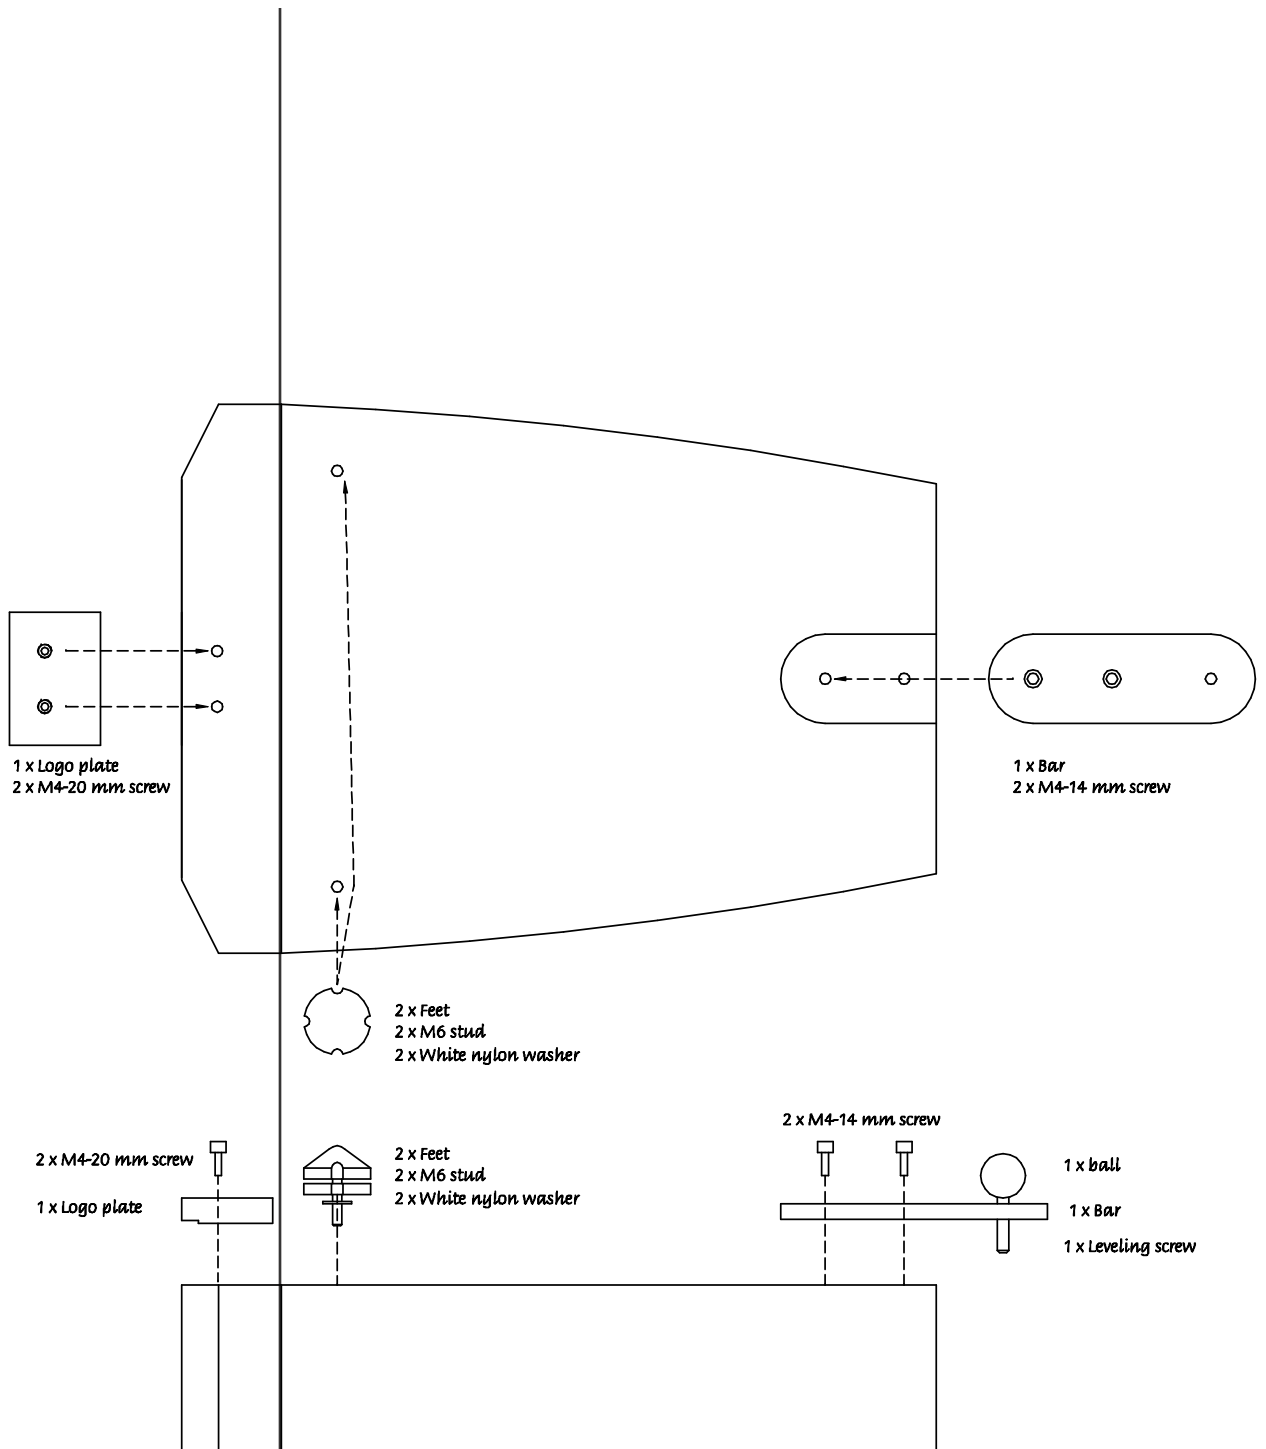 1 x Logo plate
2 x M4-20 mm screw
1 x Bar
2 x M4-14 mm screw
2 x Feet
2 x M6 stud
2 x White nylon washer
2 x M4-14 mm screw
2 x M4-20 mm screw
1 x Logo plate
2 x Feet
2 x M6 stud
2 x White nylon washer
1 x ball
1 x Bar
1 x Leveling screw